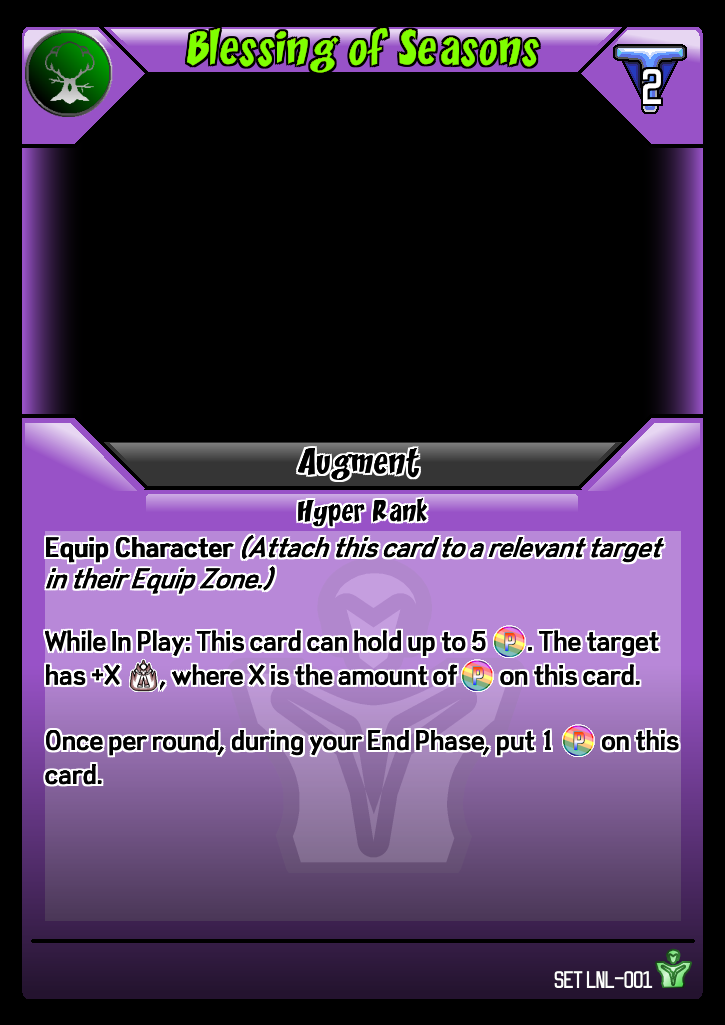 Blessing of Seasons
2
Augment
Hyper Rank
Equip Character (Attach this card to a relevant target
in their Equip Zone.)
While In Play: This card can hold up to 5 P. The target
has +X , where X is the amount of P on this card.
Once per round, during your End Phase, put 1 P on this
card.
SET LNL-001